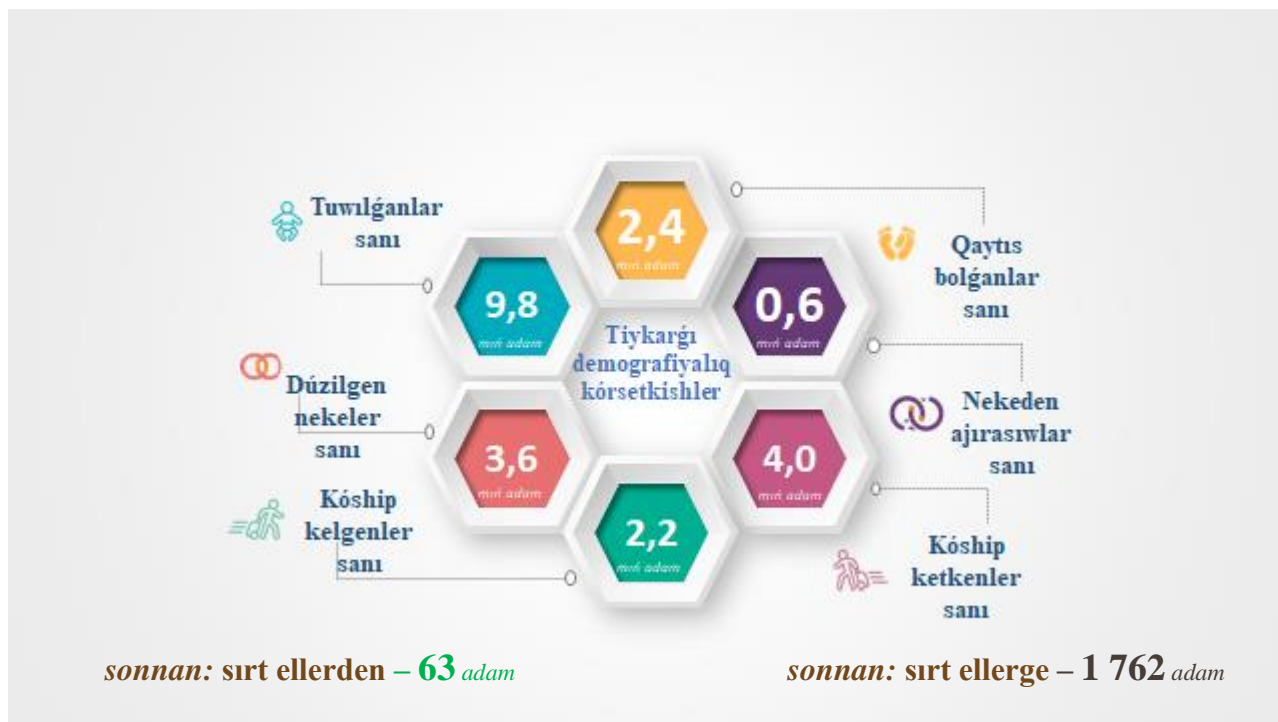 Tuwılǵanlar
sanı
9,8
mıń adam
2,4
mıń adam
Qaytıs
bolǵanlar
sanı
0,6
mıń adam
Tiykarǵı
demografiyalıq
kórsetkishler
Dúzilgen
nekeler
sanı
3,6
mıń adam
Nekeden
ajırasıwlar
sanı
4,0
mıń adam
Kóship
kelgenler
sanı
2,2
mıń adam
Kóship
ketkenler
sanı
sonnan: sırt ellerden – 63 adam
sonnan: sırt ellerge – 1 762 adam